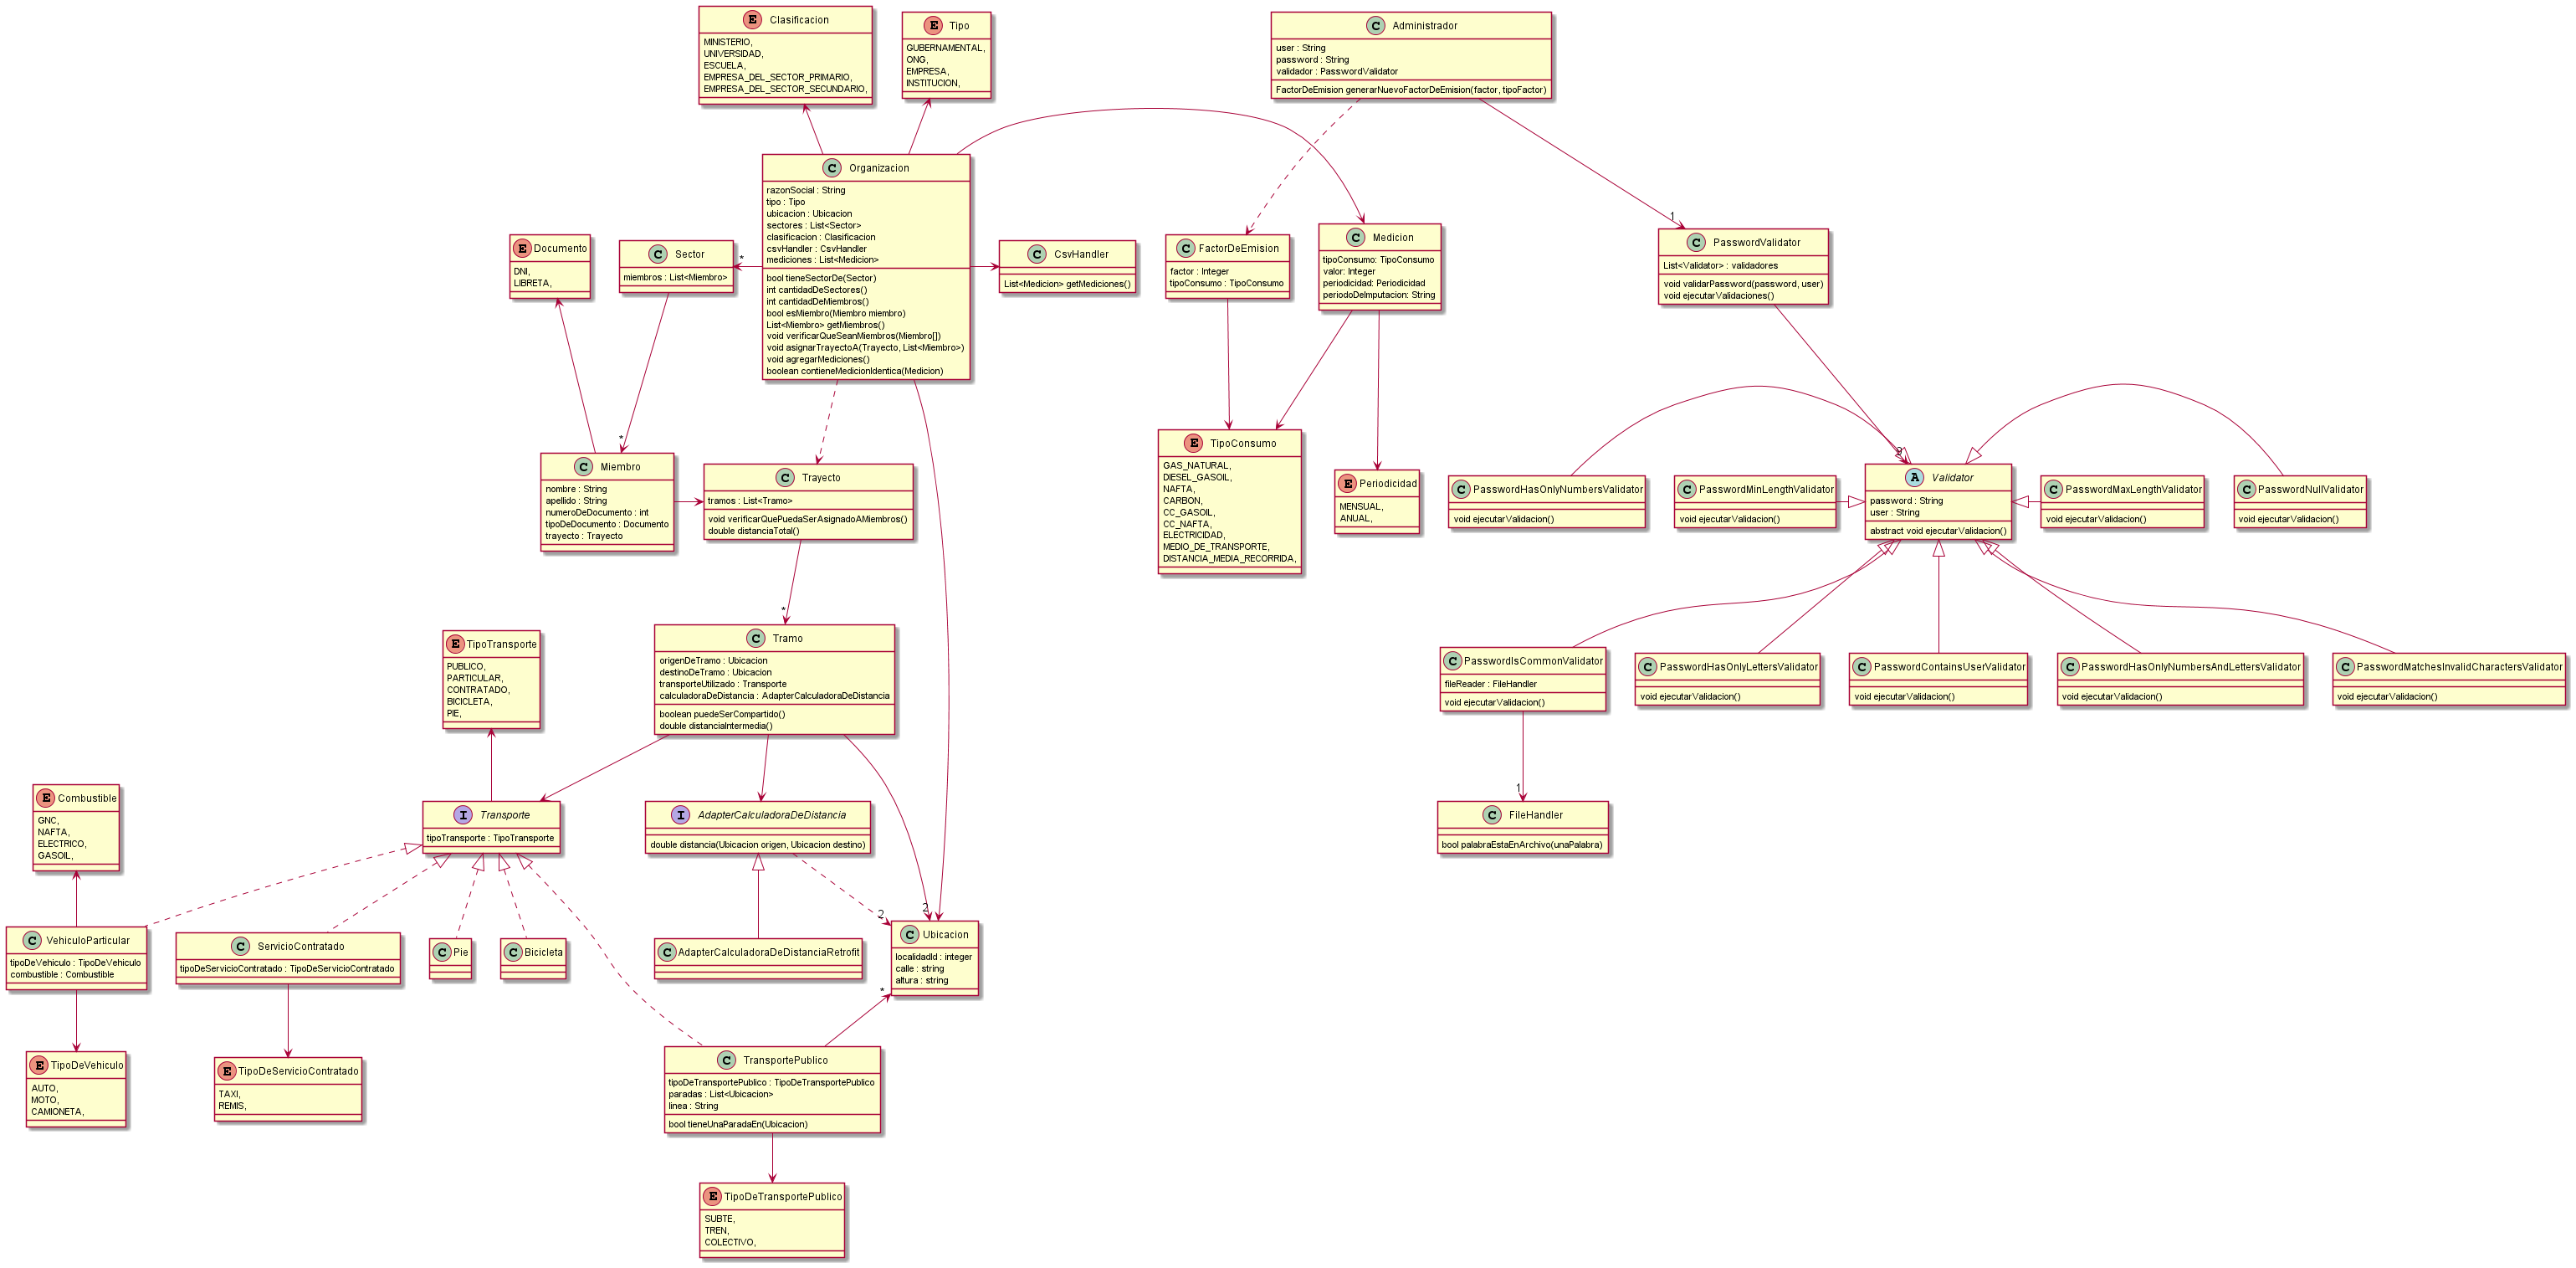 E Clasificacion
MINISTERIO,
UNIVERSIDAD,
ESCUELA,
EMPRESA_DEL_SECTOR_PRIMARIO,
EMPRESA_DEL_SECTOR_SECUNDARIO,
E Tipo
GUBERNAMENTAL,
ONG,
EMPRESA,
INSTITUCION,
C Administrador
user : String
password : String
validador : PasswordValidator
FactorDeEmision generarNuevoFactorDeEmision(factor, tipoFactor)
C Organizacion
razonSocial : String
tipo : Tipo
ubicacion : Ubicacion
sectores : List<Sector>
clasificacion : Clasificacion
csvHandler : CsvHandler
mediciones : List<Medicion>
bool tieneSectorDe(Sector)
int cantidadDeSectores()
int cantidadDeMiembros()
bool esMiembro(Miembro miembro)
List<Miembro> getMiembros()
void verificarQueSeanMiembros(Miembro[])
void asignarTrayectoA(Trayecto, List<Miembro>)
void agregarMediciones()
boolean contieneMedicionIdentica(Medicion)
E Documento
DNI,
LIBRETA,
C Sector
miembros : List<Miembro>
*
C CsvHandler
List<Medicion> getMediciones()
C FactorDeEmision
factor : Integer
tipoConsumo : TipoConsumo
C Medicion
tipoConsumo: TipoConsumo
valor: Integer
periodicidad: Periodicidad
periodoDeImputacion: String
1
C PasswordValidator
List<Validator> : validadores
void validarPassword(password, user)
void ejecutarValidaciones()
*
C Miembro
nombre : String
apellido : String
numeroDeDocumento : int
tipoDeDocumento : Documento
trayecto : Trayecto
C Trayecto
tramos : List<Tramo>
void verificarQuePuedaSerAsignadoAMiembros()
double distanciaTotal()
E TipoConsumo
GAS_NATURAL,
DIESEL_GASOIL,
NAFTA,
CARBON,
CC_GASOIL,
CC_NAFTA,
ELECTRICIDAD,
MEDIO_DE_TRANSPORTE,
DISTANCIA_MEDIA_RECORRIDA,
E Periodicidad
MENSUAL,
ANUAL,
C PasswordHasOnlyNumbersValidator
void ejecutarValidacion()
C PasswordMinLengthValidator
void ejecutarValidacion()
A Validator
password : String
user : String
abstract void ejecutarValidacion()
C PasswordMaxLengthValidator
void ejecutarValidacion()
C PasswordNullValidator
void ejecutarValidacion()
*
E TipoTransporte
PUBLICO,
PARTICULAR,
CONTRATADO,
BICICLETA,
PIE,
C Tramo
origenDeTramo : Ubicacion
destinoDeTramo : Ubicacion
transporteUtilizado : Transporte
calculadoraDeDistancia : AdapterCalculadoraDeDistancia
boolean puedeSerCompartido()
double distanciaIntermedia()
C PasswordIsCommonValidator
fileReader : FileHandler
void ejecutarValidacion()
C PasswordHasOnlyLettersValidator
void ejecutarValidacion()
C PasswordContainsUserValidator
void ejecutarValidacion()
C PasswordHasOnlyNumbersAndLettersValidator
void ejecutarValidacion()
C PasswordMatchesInvalidCharactersValidator
void ejecutarValidacion()
E Combustible
GNC,
NAFTA,
ELECTRICO,
GASOIL,
I Transporte
tipoTransporte : TipoTransporte
I AdapterCalculadoraDeDistancia
double distancia(Ubicacion origen, Ubicacion destino)
1
C FileHandler
bool palabraEstaEnArchivo(unaPalabra)
2
2
C VehiculoParticular
tipoDeVehiculo : TipoDeVehiculo
combustible : Combustible
C ServicioContratado
tipoDeServicioContratado : TipoDeServicioContratado
C Pie
C Bicicleta
C AdapterCalculadoraDeDistanciaRetrofit
C Ubicacion
localidadId : integer
calle : string
altura : string
*
E TipoDeVehiculo
AUTO,
MOTO,
CAMIONETA,
E TipoDeServicioContratado
TAXI,
REMIS,
C TransportePublico
tipoDeTransportePublico : TipoDeTransportePublico
paradas : List<Ubicacion>
linea : String
bool tieneUnaParadaEn(Ubicacion)
E TipoDeTransportePublico
SUBTE,
TREN,
COLECTIVO,